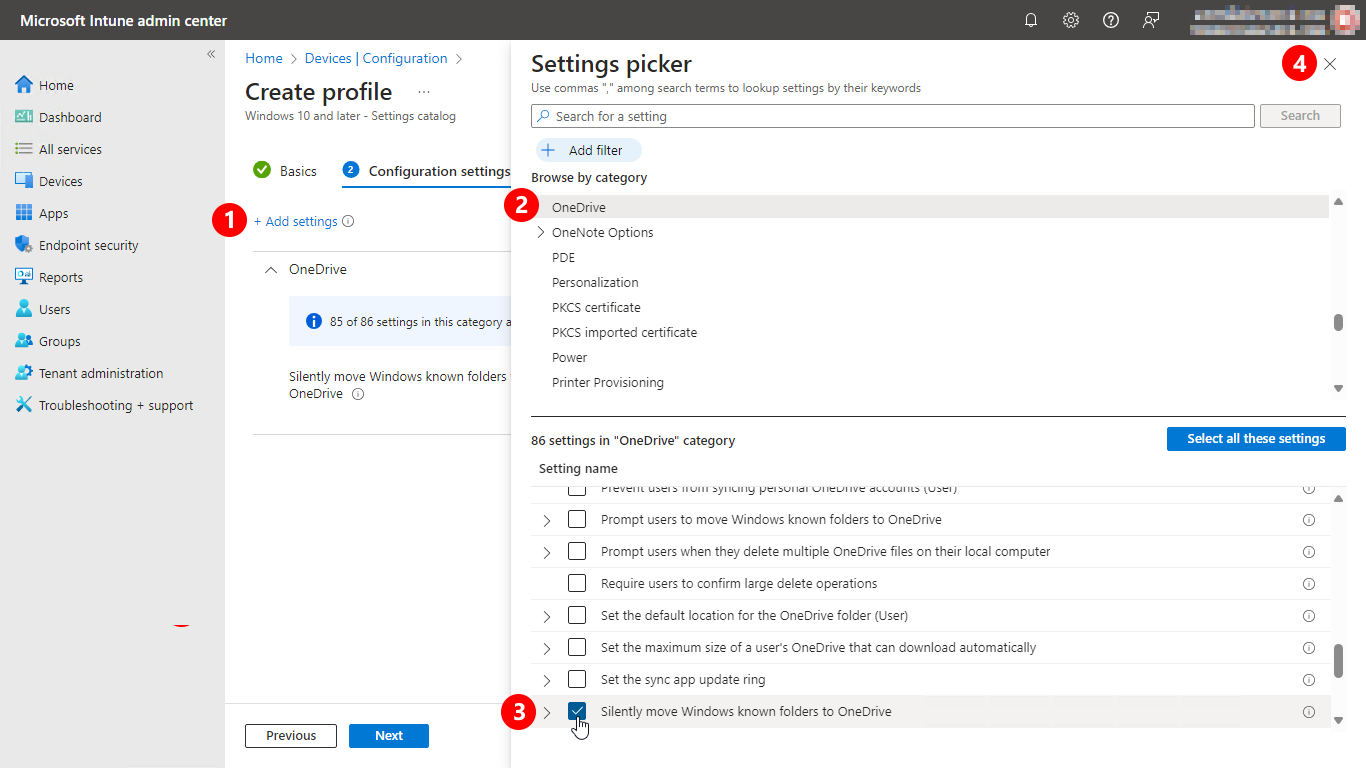 Microsoft Intune admin center
Home
Dashboard
All services
Devices
Apps
Endpoint security
Reports
Users
Groups
Tenant administration
Troubleshooting + support
Home > Devices | Configuration >
Create profile ...
Windows 10 and later - Settings catalog
Basics
2 Configuration settings
1 + Add settings
OneDrive
85 of 86 settings in this category a
Silently move Windows known folders
OneDrive
Previous
Next
Settings picker
4
Use commas "," among search terms to lookup settings by their keywords
Search for a setting
Search
+ Add filter
Browse by category
2 OneDrive
OneNote Options
PDE
Personalization
PKCS certificate
PKCS imported certificate
Power
Printer Provisioning
86 settings in "OneDrive" category
Select all these settings
Setting name
Prevent users from syncing personal OneDrive accounts (User)
Prompt users to move Windows known folders to OneDrive
Prompt users when they delete multiple OneDrive files on their local computer
Require users to confirm large delete operations
Set the default location for the OneDrive folder (User)
Set the maximum size of a user's OneDrive that can download automatically
Set the sync app update ring
3 Silently move Windows known folders to OneDrive